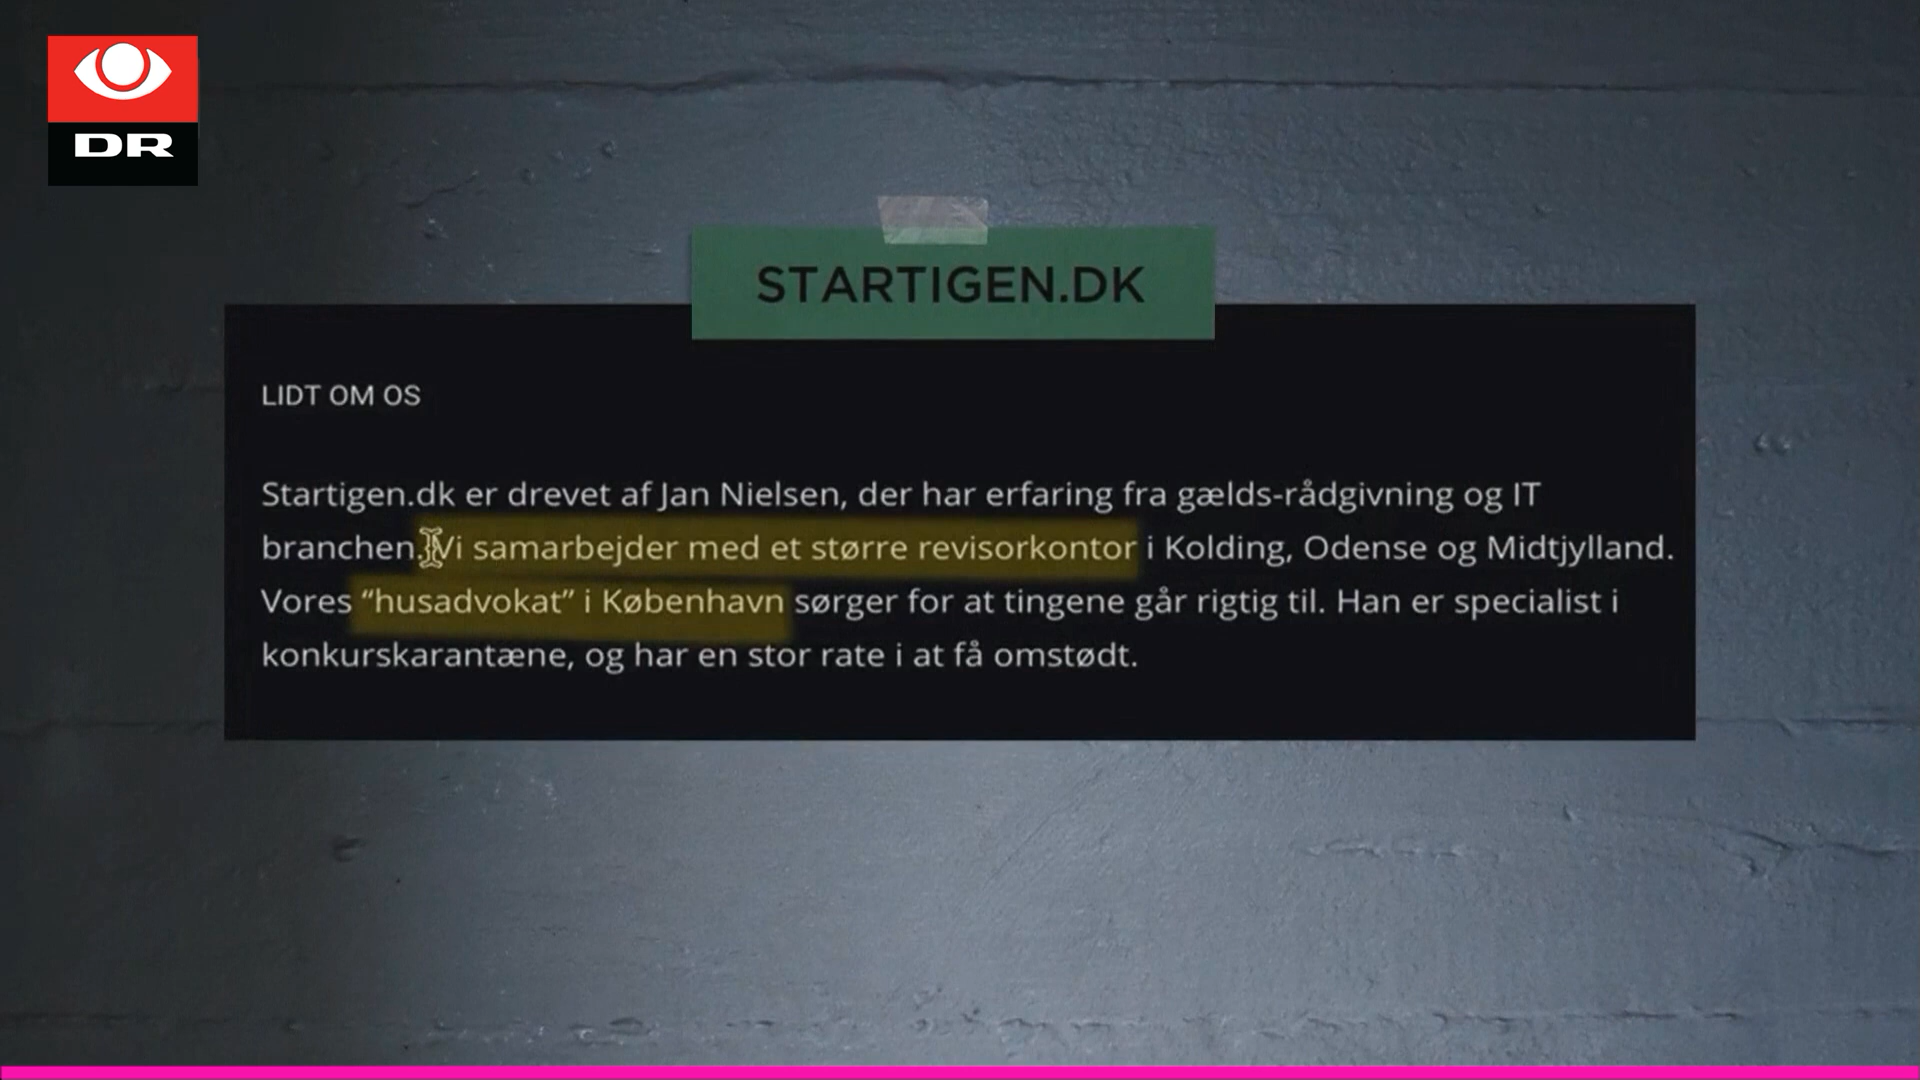 DR
STARTIGEN.DK
LIDT OM OS
Startigen.dk er drevet af Jan Nielsen, der har erfaring fra gælds-rådgivning og IT
branchen. Vi samarbejder med et større revisorkontor i Kolding, Odense og Midtjylland.
Vores “husadvokat” i København sørger for at tingene går rigtig til. Han er specialist i
konkurskarantæne, og har en stor rate i at få omstødt.